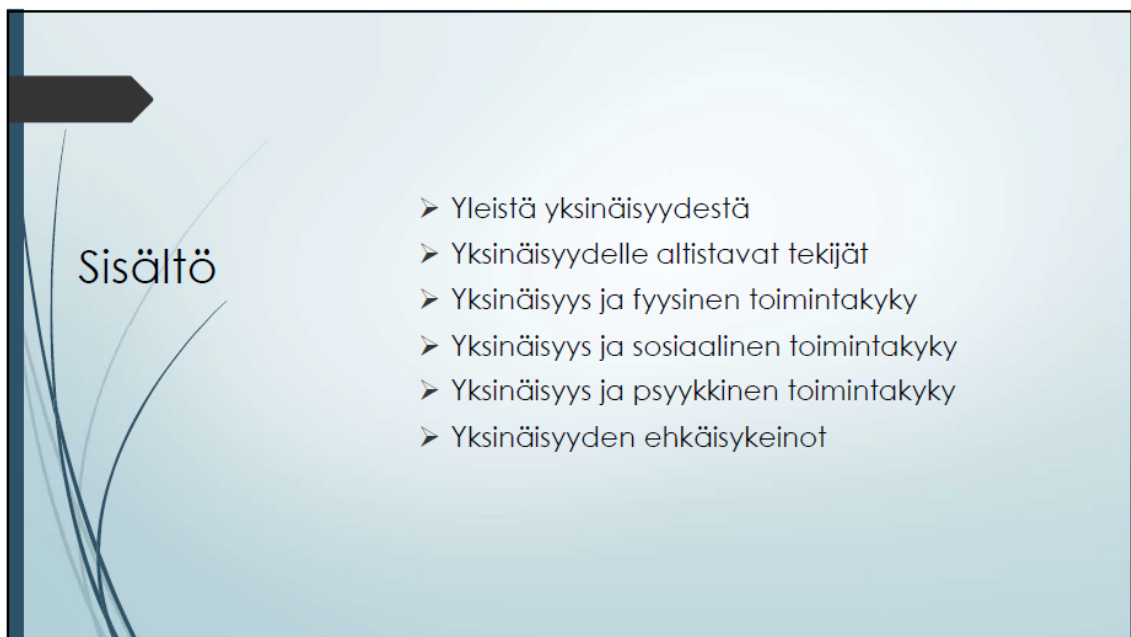 Sisältö
Yleistä yksinäisyydestä
Yksinäisyydelle altistavat tekijät
Yksinäisyys ja fyysinen toimintakyky
Yksinäisyys ja sosiaalinen toimintakyky
Yksinäisyys ja psyykkinen toimintakyky
Yksinäisyyden ehkäisykeinot